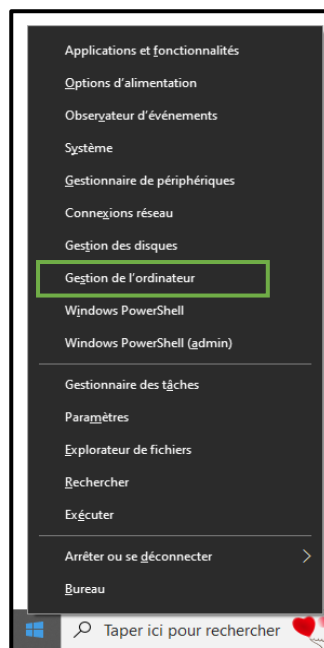 Applications et fonctionnalités
Options d'alimentation
Observateur d'événements
Système
Gestionnaire de périphériques
Connexions réseau
Gestion des disques
Gestion de l'ordinateur
Windows PowerShell
Windows PowerShell (admin)
Gestionnaire des tâches
Paramètres
Explorateur de fichiers
Rechercher
Exécuter
Arrêter ou se déconnecter
Bureau
Taper ici pour rechercher